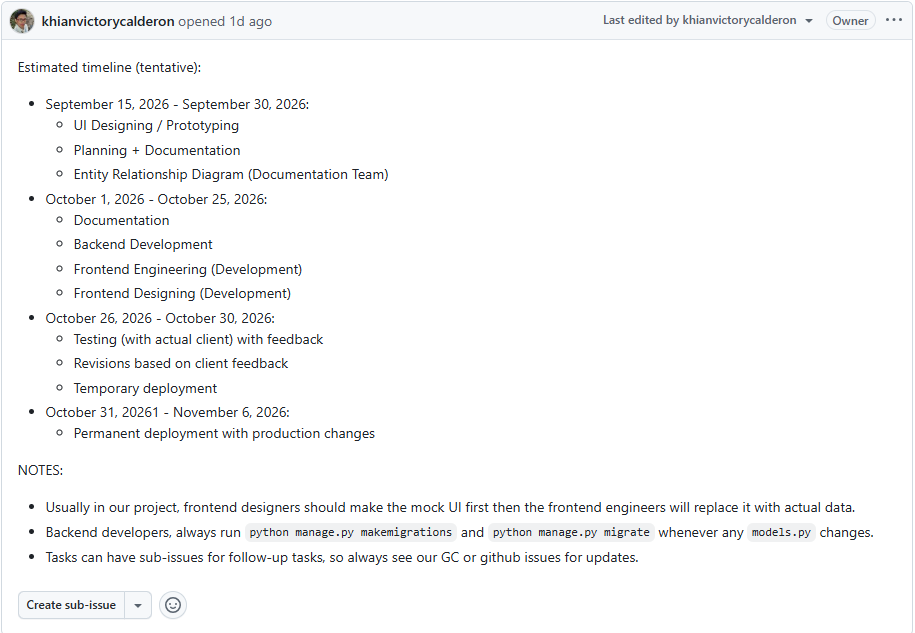 khianvictorycalderon opened 1d ago
Last edited by khianvictorycalderon
Owner
Estimated timeline (tentative):
September 15, 2026 - September 30, 2026:
UI Designing / Prototyping
Planning + Documentation
Entity Relationship Diagram (Documentation Team)
October 1, 2026 - October 25, 2026:
Documentation
Backend Development
Frontend Engineering (Development)
Frontend Designing (Development)
October 26, 2026 - October 30, 2026:
Testing (with actual client) with feedback
Revisions based on client feedback
Temporary deployment
October 31, 20261 - November 6, 2026:
Permanent deployment with production changes
NOTES:
Usually in our project, frontend designers should make the mock UI first then the frontend engineers will replace it with actual data.
Backend developers, always run python manage.py makemigrations and python manage.py migrate whenever any models.py changes.
Tasks can have sub-issues for follow-up tasks, so always see our GC or github issues for updates.
Create sub-issue